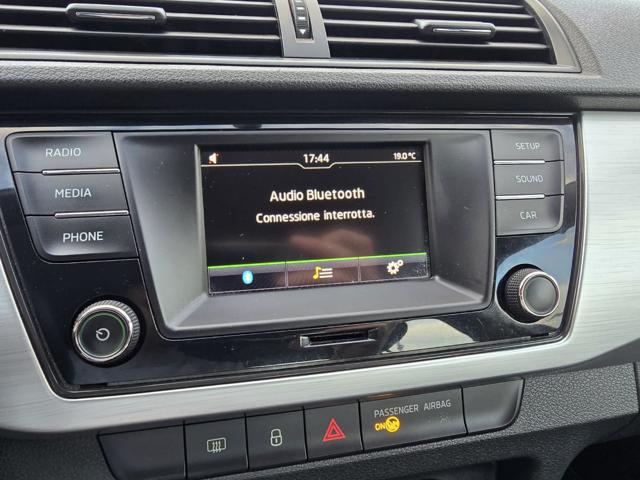 RADIO
MEDIA
PHONE
17:44
19.0 °C
Audio Bluetooth
Connessione interrotta.
SETUP
SOUND
CAR
PASSENGER AIRBAG
ON